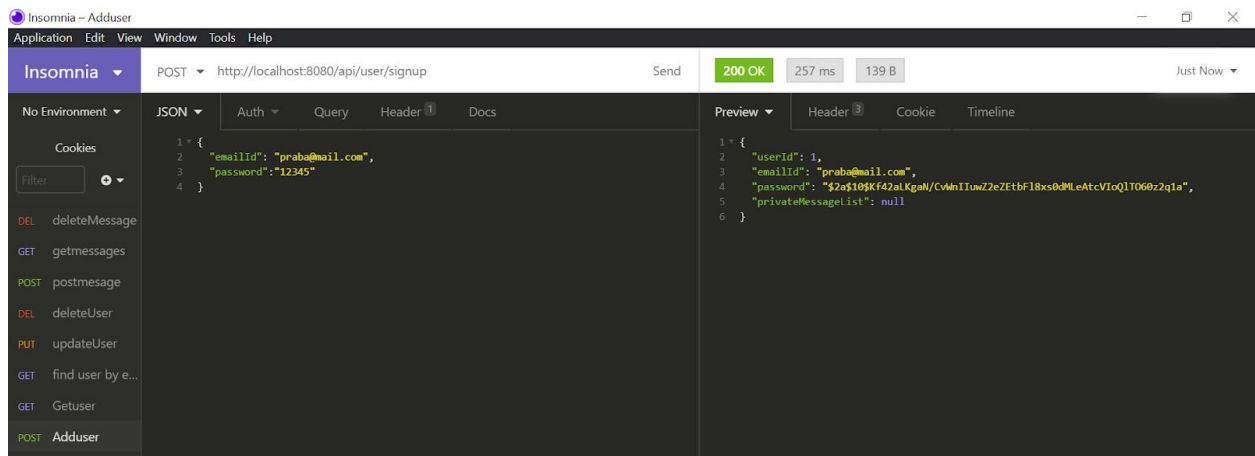 Insomnia – Adduser
Application Edit View Window Tools Help
Insomnia
POST http://localhost:8080/api/user/signup Send
200 OK 257 ms 139 B Just Now
No Environment
Cookies
Filter
DEL deleteMessage
GET getmessages
POST postmesage
DEL deleteUser
PUT updateUser
GET find user by e...
GET Getuser
POST Adduser
JSON Auth Query Header 1 Docs
1 {
2 "emailId": "praba@mail.com",
3 "password":"12345"
4 }
Preview Header 3 Cookie Timeline
1 {
2 "userId": 1,
3 "emailId": "praba@mail.com",
4 "password": "$2a$10$Kf42aLKgaN/CvWnIIuwZ2eZEtbFl8xs0dMLeAtcVIoQlTO60z2q1a",
5 "privateMessageList": null
6 }